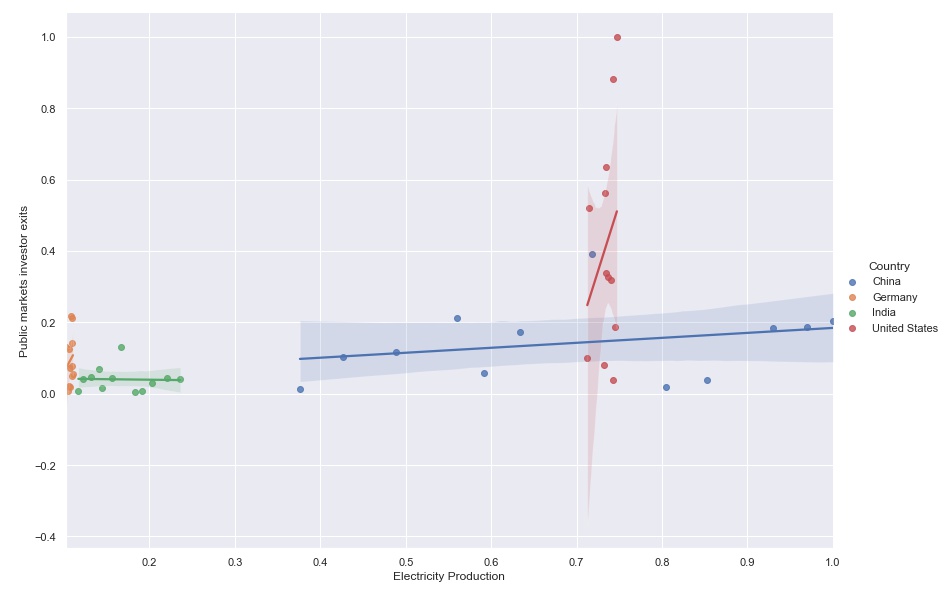 Public markets investor exits
1.0
0.8
0.6
0.4
0.2
0.0
−0.2
−0.4
0.2 0.3 0.4 0.5 0.6 0.7 0.8 0.9 1.0
Electricity Production
Country
China
Germany
India
United States